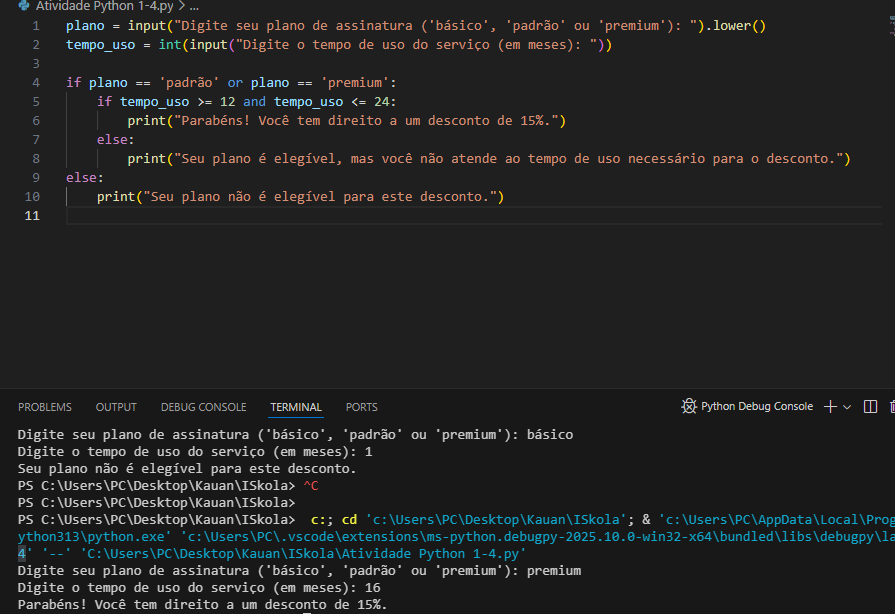 Atividade Python 1-4.py > ...
1 plano = input("Digite seu plano de assinatura ('básico', 'padrão' ou 'premium'): ").lower()
2 tempo_uso = int(input("Digite o tempo de uso do serviço (em meses): "))
3
4 if plano == 'padrão' or plano == 'premium':
5 if tempo_uso >= 12 and tempo_uso <= 24:
6 print("Parabéns! Você tem direito a um desconto de 15%.")
7 else:
8 print("Seu plano é elegível, mas você não atende ao tempo de uso necessário para o desconto.")
9 else:
10 print("Seu plano não é elegível para este desconto.")
11
PROBLEMS OUTPUT DEBUG CONSOLE TERMINAL PORTS Python Debug Console
Digite seu plano de assinatura ('básico', 'padrão' ou 'premium'): básico
Digite o tempo de uso do serviço (em meses): 1
Seu plano não é elegível para este desconto.
PS C:\Users\PC\Desktop\Kauan\ISkola> ^C
PS C:\Users\PC\Desktop\Kauan\ISkola>
PS C:\Users\PC\Desktop\Kauan\ISkola> c:; cd 'c:\Users\PC\Desktop\Kauan\ISkola'; & 'c:\Users\PC\AppData\Local\Prog
ython313\python.exe' 'c:\Users\PC\.vscode\extensions\ms-python.debugpy-2025.10.0-win32-x64\bundled\libs\debugpy\la
4' '--' 'C:\Users\PC\Desktop\Kauan\ISkola\Atividade Python 1-4.py'
Digite seu plano de assinatura ('básico', 'padrão' ou 'premium'): premium
Digite o tempo de uso do serviço (em meses): 16
Parabéns! Você tem direito a um desconto de 15%.